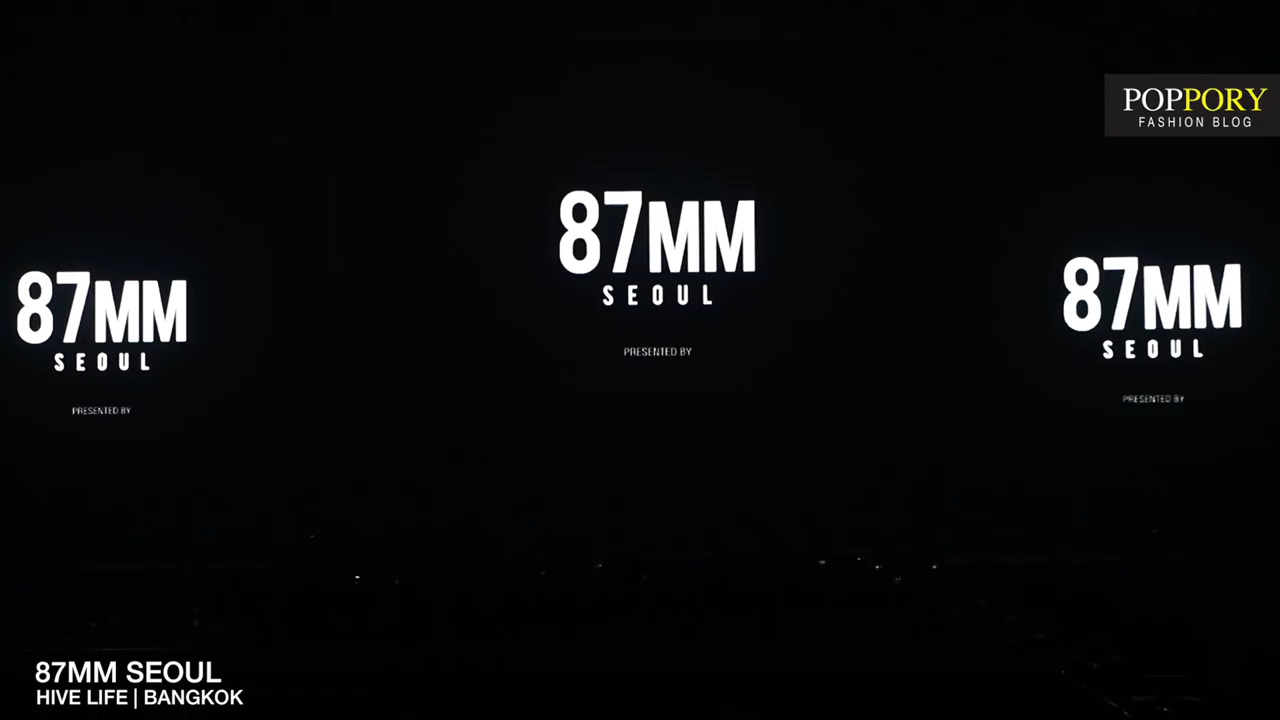 POPPORY
FASHION BLOG
87MM
SEOUL
PRESENTED BY
87MM
SEOUL
PRESENTED BY
87MM
SEOUL
PRESENTED BY
87MM SEOUL
HIVE LIFE | BANGKOK